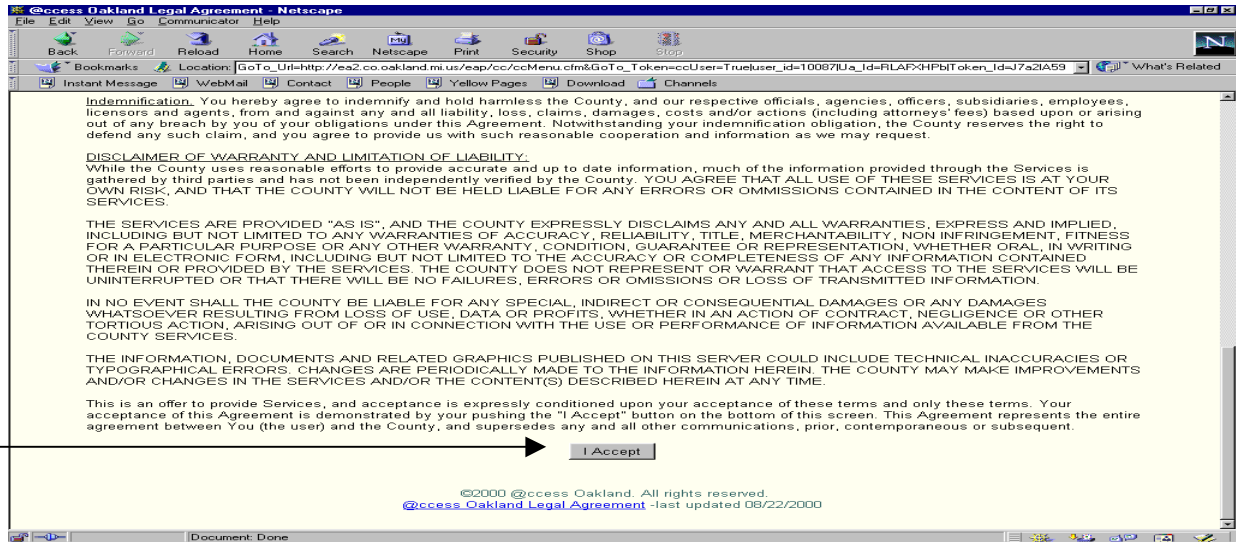 @ccess Oakland Legal Agreement - Netscape
File Edit View Go Communicator Help
Back Forward Reload Home Search Netscape Print Security Shop Stop
N
Bookmarks Location: GoTo_Url=http://ea2.co.oakland.mi.us/eap/cc/ccMenu.cfm&GoTo_Token=ccUser=True|user_id=10087|Ua_Id=RLAFXHPb|Token_Id=J7a2IA59 What's Related
Instant Message WebMail Contact People Yellow Pages Download Channels
Indemnification. You hereby agree to indemnify and hold harmless the County, and our respective officials, agencies, officers, subsidiaries, employees,
licensors and agents, from and against any and all liability, loss, claims, damages, costs and/or actions (including attorneys' fees) based upon or arising
out of any breach by you of your obligations under this Agreement. Notwithstanding your indemnification obligation, the County reserves the right to
defend any such claim, and you agree to provide us with such reasonable cooperation and information as we may request.
DISCLAIMER OF WARRANTY AND LIMITATION OF LIABILITY:
While the County uses reasonable efforts to provide accurate and up to date information, much of the information provided through the Services is
gathered by third parties and has not been independently verified by the County. YOU AGREE THAT ALL USE OF THESE SERVICES IS AT YOUR
OWN RISK, AND THAT THE COUNTY WILL NOT BE HELD LIABLE FOR ANY ERRORS OR OMMISSIONS CONTAINED IN THE CONTENT OF ITS
SERVICES.
THE SERVICES ARE PROVIDED "AS IS", AND THE COUNTY EXPRESSLY DISCLAIMS ANY AND ALL WARRANTIES, EXPRESS AND IMPLIED,
INCLUDING BUT NOT LIMITED TO ANY WARRANTIES OF ACCURACY, RELIABILITY, TITLE, MERCHANTABILITY, NON INFRINGEMENT, FITNESS
FOR A PARTICULAR PURPOSE OR ANY OTHER WARRANTY, CONDITION, GUARANTEE OR REPRESENTATION, WHETHER ORAL, IN WRITING
OR IN ELECTRONIC FORM, INCLUDING BUT NOT LIMITED TO THE ACCURACY OR COMPLETENESS OF ANY INFORMATION CONTAINED
THEREIN OR PROVIDED BY THE SERVICES. THE COUNTY DOES NOT REPRESENT OR WARRANT THAT ACCESS TO THE SERVICES WILL BE
UNINTERRUPTED OR THAT THERE WILL BE NO FAILURES, ERRORS OR OMISSIONS OR LOSS OF TRANSMITTED INFORMATION.
IN NO EVENT SHALL THE COUNTY BE LIABLE FOR ANY SPECIAL, INDIRECT OR CONSEQUENTIAL DAMAGES OR ANY DAMAGES
WHATSOEVER RESULTING FROM LOSS OF USE, DATA OR PROFITS, WHETHER IN AN ACTION OF CONTRACT, NEGLIGENCE OR OTHER
TORTIOUS ACTION, ARISING OUT OF OR IN CONNECTION WITH THE USE OR PERFORMANCE OF INFORMATION AVAILABLE FROM THE
COUNTY SERVICES.
THE INFORMATION, DOCUMENTS AND RELATED GRAPHICS PUBLISHED ON THIS SERVER COULD INCLUDE TECHNICAL INACCURACIES OR
TYPOGRAPHICAL ERRORS. CHANGES ARE PERIODICALLY MADE TO THE INFORMATION HEREIN. THE COUNTY MAY MAKE IMPROVEMENTS
AND/OR CHANGES IN THE SERVICES AND/OR THE CONTENT(S) DESCRIBED HEREIN AT ANY TIME.
This is an offer to provide Services, and acceptance is expressly conditioned upon your acceptance of these terms and only these terms. Your
acceptance of this Agreement is demonstrated by your pushing the "I Accept" button on the bottom of this screen. This Agreement represents the entire
agreement between You (the user) and the County, and supersedes any and all other communications, prior, contemporaneous or subsequent.
I Accept
©2000 @ccess Oakland. All rights reserved.
@ccess Oakland Legal Agreement -last updated 08/22/2000
Document: Done